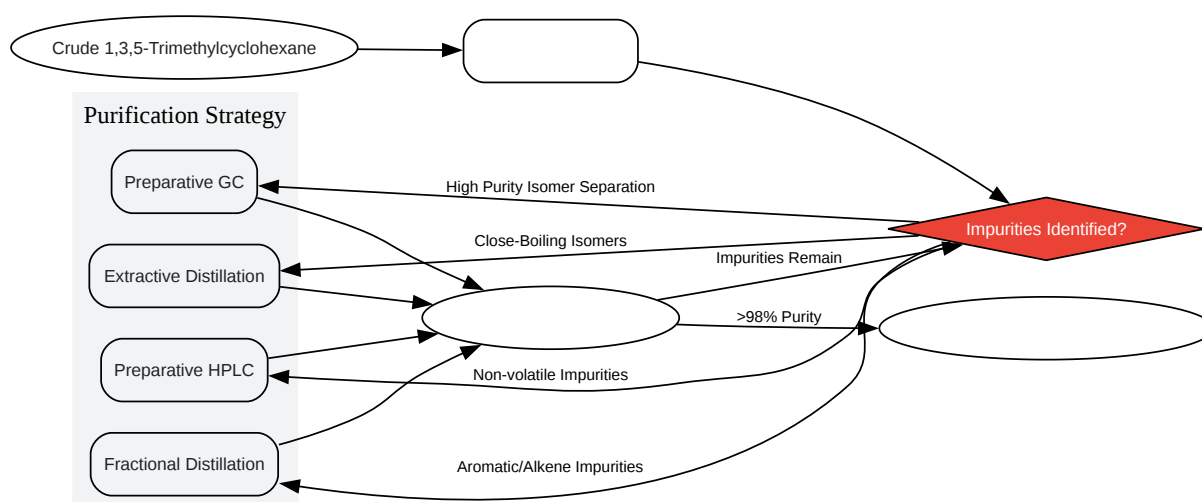 Crude 1,3,5-Trimethylcyclohexane
Purification Strategy
Preparative GC
High Purity Isomer Separation
Impurities Identified?
Close-Boiling Isomers
Impurities Remain
Extractive Distillation
>98% Purity
Preparative HPLC
Non-volatile Impurities
Fractional Distillation
Aromatic/Alkene Impurities